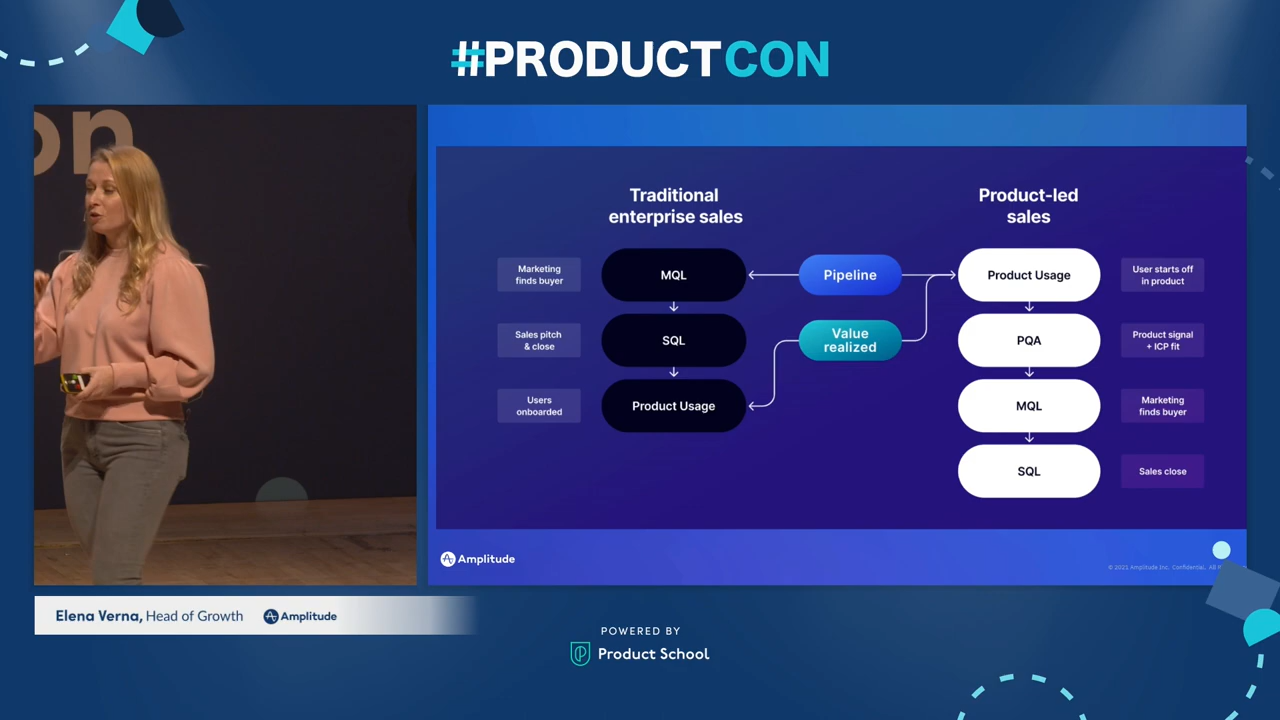 #PRODUCTCON
on
Traditional
enterprise sales
Product-led
sales
Marketing
finds buyer
MQL
Pipeline
Product Usage
User starts off
in product
Sales pitch
& close
SQL
Value
realized
PQA
Product signal
+ ICP fit
Users
onboarded
Product Usage
MQL
Marketing
finds buyer
SQL
Sales close
Amplitude
© 2021 Amplitude Inc. Confidential. All
Elena Verna, Head of Growth Amplitude
POWERED BY
Product School